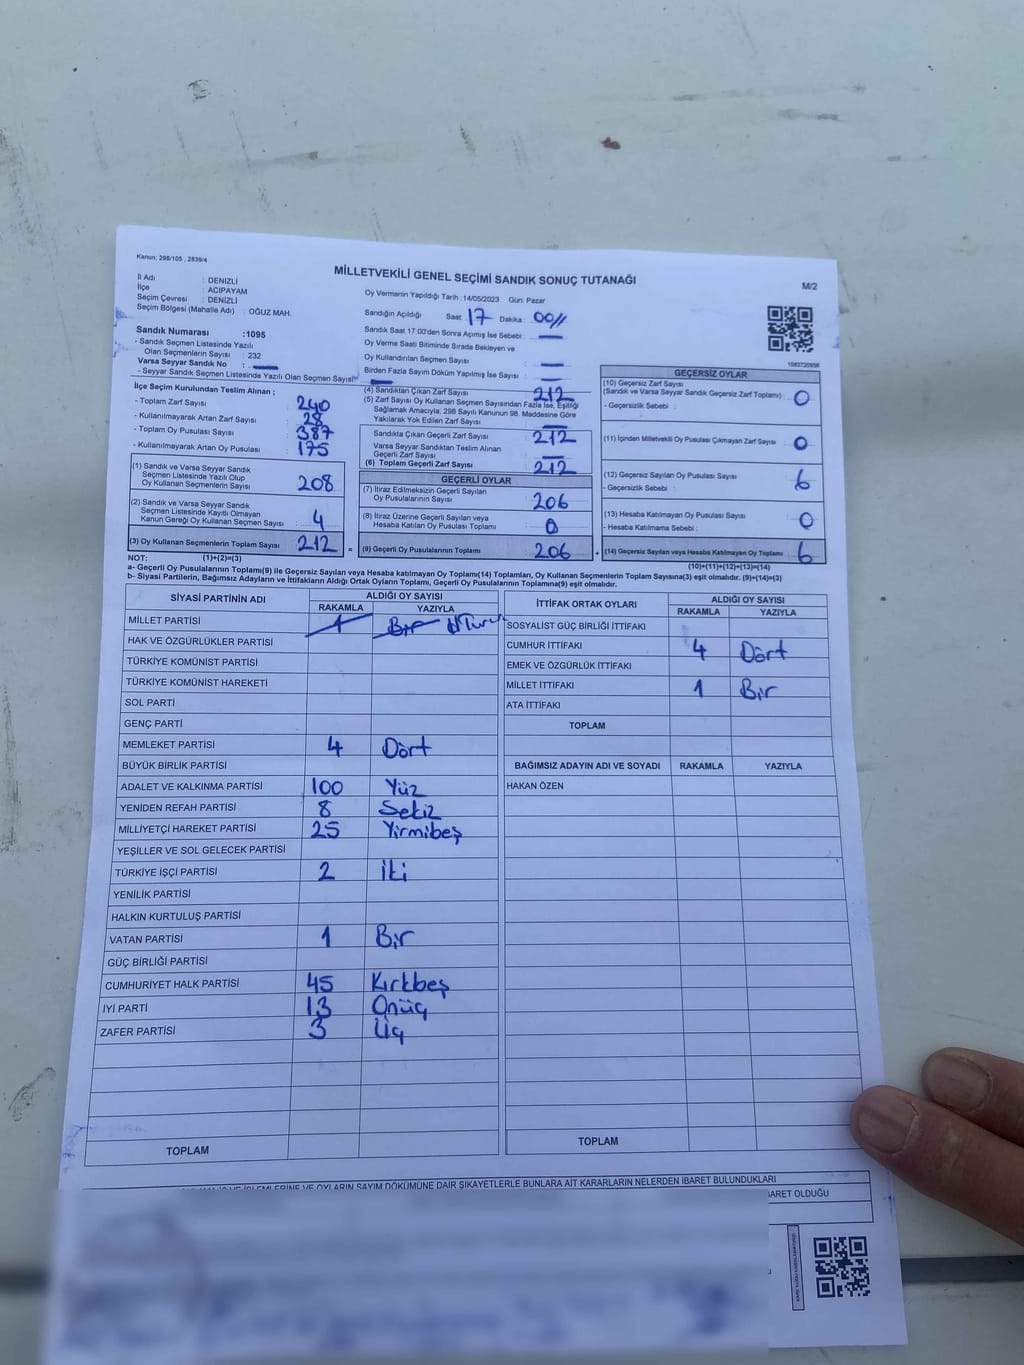 Kanun: 298/105 , 2839/4
MİLLETVEKİLİ GENEL SEÇİMİ SANDIK SONUÇ TUTANAĞI
M/2
İl Adı : DENİZLİ
İlçe : ACIPAYAM
Seçim Çevresi : DENİZLİ
Seçim Bölgesi (Mahalle Adı) : OĞUZ MAH.
Sandık Numarası :1095
- Sandık Seçmen Listesinde Yazılı
Olan Seçmenlerin Sayısı : 232
Varsa Seyyar Sandık No :
- Seyyar Sandık Seçmen Listesinde Yazılı Olan Seçmen Sayısı
İlçe Seçim Kurulundan Teslim Alınan ;
- Toplam Zarf Sayısı 240
- Kullanılmayarak Artan Zarf Sayısı 28
- Toplam Oy Pusulası Sayısı 387
- Kullanılmayarak Artan Oy Pusulası 175
(1) Sandık ve Varsa Seyyar Sandık
Seçmen Listesinde Yazılı Olup
Oy Kullanan Seçmenlerin Sayısı 208
(2) Sandık ve Varsa Seyyar Sandık
Seçmen Listesinde Kayıtlı Olmayan
Kanun Gereği Oy Kullanan Seçmen Sayısı 4
(3) Oy Kullanan Seçmenlerin Toplam Sayısı 212
(1)+(2)=(3)
Oy Vermenin Yapıldığı Tarih :14/05/2023 Gün: Pazar
Sandığın Açıldığı Saat : 17 Dakika : 00
Sandık Saat 17:00'den Sonra Açımış İse Sebebi :
Oy Verme Saati Bitiminde Sırada Bekleyen ve
Oy Kullandırılan Seçmen Sayısı :
Birden Fazla Sayım Döküm Yapılmış İse Sayısı :
(4) Sandıktan Çıkan Zarf Sayısı 212
(5) Zarf Sayısı Oy Kullanan Seçmen Sayısından Fazla İse, Eşitliği
Sağlamak Amacıyla; 298 Sayılı Kanunun 98. Maddesine Göre
Yakılarak Yok Edilen Zarf Sayısı
Sandıkta Çıkan Geçerli Zarf Sayısı 212
Varsa Seyyar Sandıktan Teslim Alınan
Geçerli Zarf Sayısı
(6) Toplam Geçerli Zarf Sayısı 212
GEÇERLİ OYLAR
(7) İtiraz Edilmeksizin Geçerli Sayılan
Oy Pusulalarının Sayısı 206
(8) İtiraz Üzerine Geçerli Sayılan veya
Hesaba Katılan Oy Pusulası Toplamı 0
= (9) Geçerli Oy Pusulalarının Toplamı 206
1083720958
GEÇERSİZ OYLAR
(10) Geçersiz Zarf Sayısı
(Sandık ve Varsa Seyyar Sandık Geçersiz Zarf Toplamı) 0
- Geçersizlik Sebebi :
(11) İçinden Milletvekili Oy Pusulası Çıkmayan Zarf Sayısı 0
(12) Geçersiz Sayılan Oy Pusulası Sayısı 6
- Geçersizlik Sebebi :
(13) Hesaba Katılmayan Oy Pusulası Sayısı 0
- Hesaba Katılmama Sebebi :
+ (14) Geçersiz Sayılan veya Hesaba Katılmayan Oy Toplamı 6
(10)+(11)+(12)+(13)=(14)
NOT:
a- Geçerli Oy Pusulasının Toplamı(9) ile Geçersiz Sayılan veya Hesaba katılmayan Oy Toplamı(14) Toplamları, Oy Kullanan Seçmenlerin Toplam Sayısına(3) eşit olmalıdır. (9)+(14)=(3)
b- Siyasi Partilerin, Bağımsız Adayların ve İttifakların Aldığı Ortak Oyların Toplamı, Geçerli Oy Pusulalarının Toplamına(9) eşit olmalıdır.
SİYASİ PARTİNİN ADI ALDIĞI OY SAYISI
RAKAMLA YAZIYLA
MİLLET PARTİSİ 1 Bir
HAK VE ÖZGÜRLÜKLER PARTİSİ
TÜRKİYE KOMÜNİST PARTİSİ
TÜRKİYE KOMÜNİST HAREKETİ
SOL PARTİ
GENÇ PARTİ
MEMLEKET PARTİSİ 4 Dört
BÜYÜK BİRLİK PARTİSİ
ADALET VE KALKINMA PARTİSİ 100 Yüz
YENİDEN REFAH PARTİSİ 8 Sekiz
MİLLİYETÇİ HAREKET PARTİSİ 25 Yirmibeş
YEŞİLLER VE SOL GELECEK PARTİSİ
TÜRKİYE İŞÇİ PARTİSİ 2 İki
YENİLİK PARTİSİ
HALKIN KURTULUŞ PARTİSİ
VATAN PARTİSİ 1 Bir
GÜÇ BİRLİĞİ PARTİSİ
CUMHURİYET HALK PARTİSİ 45 Kırkbeş
İYİ PARTİ 13 Onüç
ZAFER PARTİSİ 3 Üç
TOPLAM
İTTİFAK ORTAK OYLARI ALDIĞI OY SAYISI
RAKAMLA YAZIYLA
SOSYALİST GÜÇ BİRLİĞİ İTTİFAKI
CUMHUR İTTİFAKI 4 Dört
EMEK VE ÖZGÜRLÜK İTTİFAKI
MİLLET İTTİFAKI 1 Bir
ATA İTTİFAKI
TOPLAM
BAĞIMSIZ ADAYIN ADI VE SOYADI RAKAMLA YAZIYLA
HAKAN ÖZEN
TOPLAM
İŞLEMLERİNE VE OYLARIN SAYIM DÖKÜMÜNE DAİR ŞİKAYETLERLE BUNLARA AİT KARARLARIN NELERDEN İBARET BULUNDUKLARI
OLDUĞU